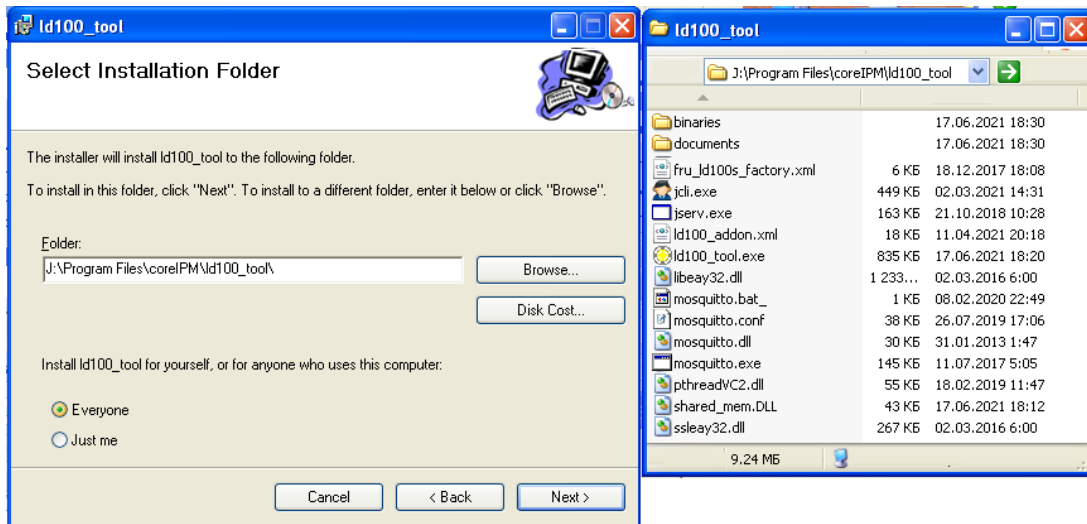 ld100_tool
Select Installation Folder
The installer will install ld100_tool to the following folder.
To install in this folder, click "Next". To install to a different folder, enter it below or click "Browse".
Folder:
J:\Program Files\coreIPM\ld100_tool\
Browse...
Disk Cost...
Install ld100_tool for yourself, or for anyone who uses this computer:
Everyone
Just me
Cancel
< Back
Next >
ld100_tool
J:\Program Files\coreIPM\ld100_tool
binaries 17.06.2021 18:30
documents 17.06.2021 18:30
fru_ld100s_factory.xml 6 КБ 18.12.2017 18:08
jcli.exe 449 КБ 02.03.2021 14:31
jserv.exe 163 КБ 21.10.2018 10:28
ld100_addon.xml 18 КБ 11.04.2021 20:18
ld100_tool.exe 835 КБ 17.06.2021 18:20
libeay32.dll 1 233... 02.03.2016 6:00
mosquitto.bat_ 1 КБ 08.02.2020 22:49
mosquitto.conf 38 КБ 26.07.2019 17:06
mosquitto.dll 30 КБ 31.01.2013 1:47
mosquitto.exe 145 КБ 11.07.2017 5:05
pthreadVC2.dll 55 КБ 18.02.2019 11:47
shared_mem.DLL 43 КБ 17.06.2021 18:12
ssleay32.dll 267 КБ 02.03.2016 6:00
9.24 МБ